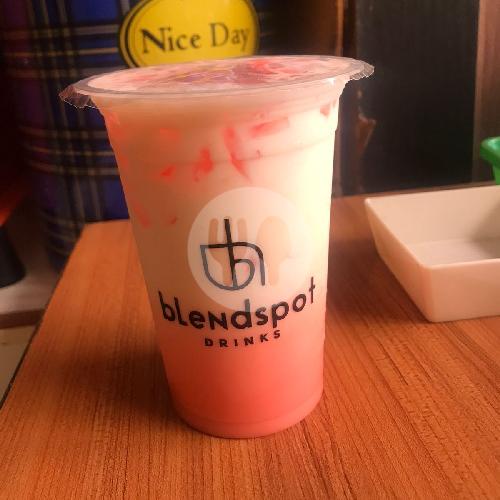 Nice Day
blendspot
DRINKS